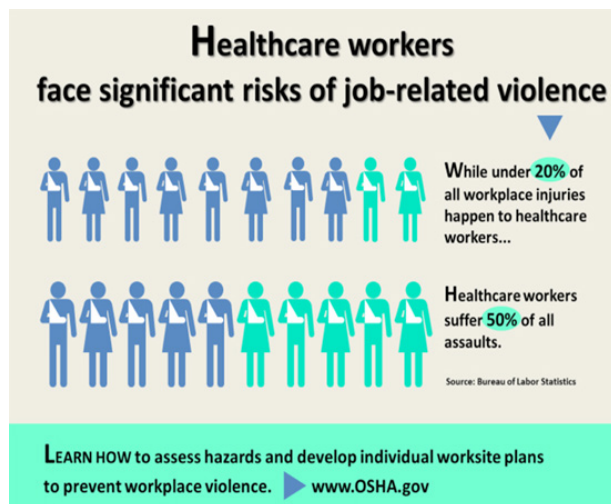 Healthcare workers
face significant risks of job-related violence
While under 20% of
all workplace injuries
happen to healthcare
workers...
Healthcare workers
suffer 50% of all
assaults.
Source: Bureau of Labor Statistics
LEARN HOW to assess hazards and develop individual worksite plans
to prevent workplace violence. www.OSHA.gov